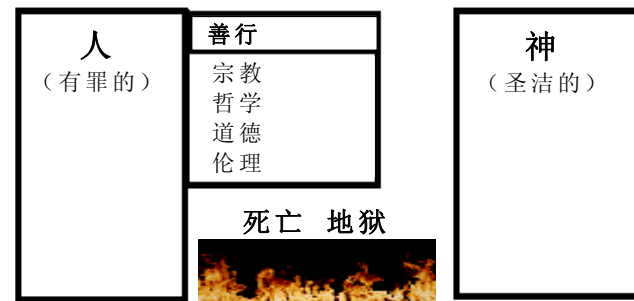 人
（有罪的）
善行
宗教
哲学
道德
伦理
死亡 地狱
神
（圣洁的）